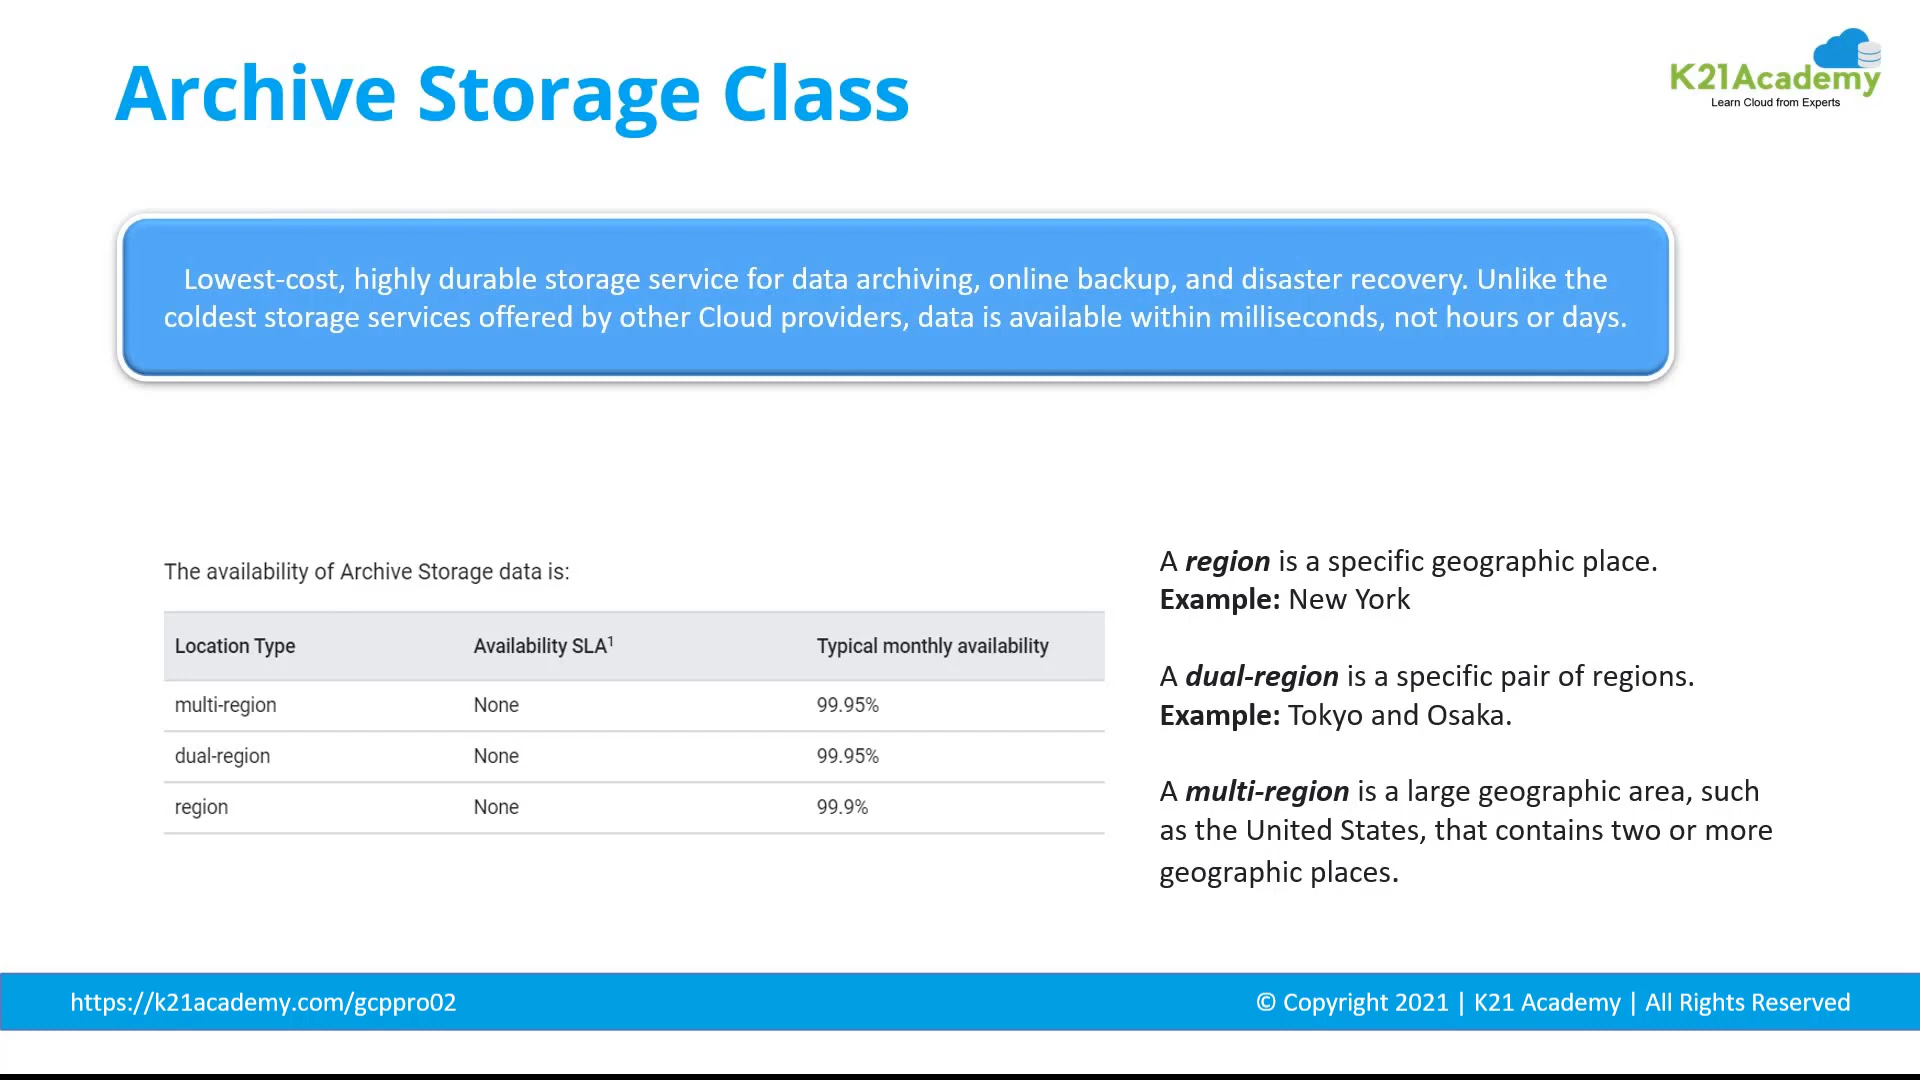 Archive Storage Class
K21Academy
Learn Cloud from Experts
Lowest-cost, highly durable storage service for data archiving, online backup, and disaster recovery. Unlike the
coldest storage services offered by other Cloud providers, data is available within milliseconds, not hours or days.
The availability of Archive Storage data is:
Location Type Availability SLA¹ Typical monthly availability
multi-region None 99.95%
dual-region None 99.95%
region None 99.9%
A region is a specific geographic place.
Example: New York
A dual-region is a specific pair of regions.
Example: Tokyo and Osaka.
A multi-region is a large geographic area, such
as the United States, that contains two or more
geographic places.
https://k21academy.com/gcppro02
© Copyright 2021 | K21 Academy | All Rights Reserved